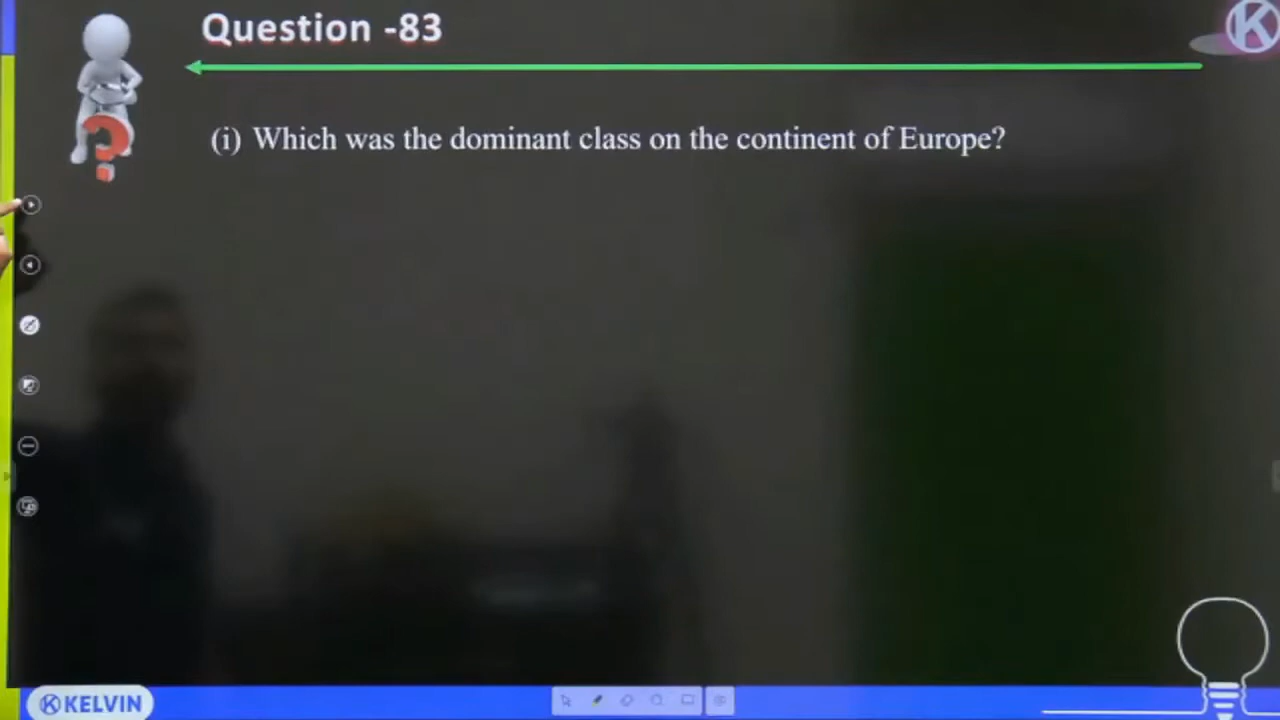 Question -83
(i) Which was the dominant class on the continent of Europe?
KELVIN